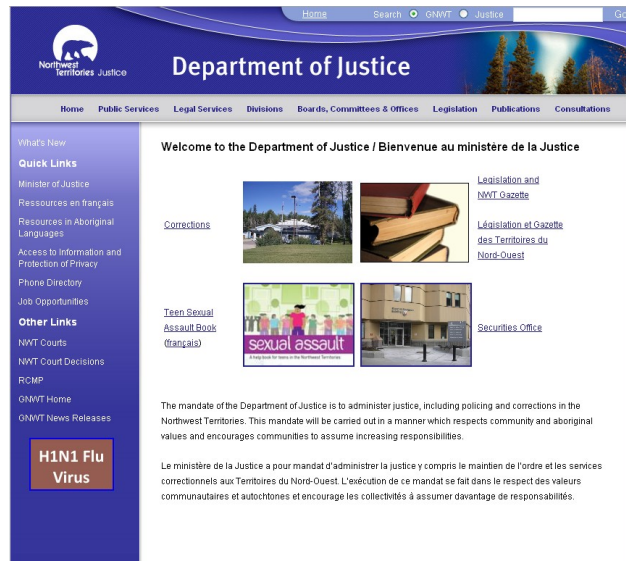 Home Search GNWT Justice
Northwest
Territories Justice
Department of Justice
Home Public Services Legal Services Divisions Boards, Committees & Offices Legislation Publications Consultations
What's New
Quick Links
Minister of Justice
Ressources en français
Resources in Aboriginal
Languages
Access to Information and
Protection of Privacy
Phone Directory
Job Opportunities
Other Links
NWT Courts
NWT Court Decisions
RCMP
GNWT Home
GNWT News Releases
H1N1 Flu
Virus
Welcome to the Department of Justice / Bienvenue au ministère de la Justice
Corrections
Legislation and
NWT Gazette
Législation et Gazette
des Territoires du
Nord-Ouest
Teen Sexual
Assault Book
(français)
sexual assault
A help book for teens in the Northwest Territories
Securities Office
The mandate of the Department of Justice is to administer justice, including policing and corrections in the
Northwest Territories. This mandate will be carried out in a manner which respects community and aboriginal
values and encourages communities to assume increasing responsibilities.
Le ministère de la Justice a pour mandat d'administrer la justice y compris le maintien de l'ordre et les services
correctionnels aux Territoires du Nord-Ouest. L'exécution de ce mandat se fait dans le respect des valeurs
communautaires et autochtones et encourage les collectivités à assumer davantage de responsabilités.